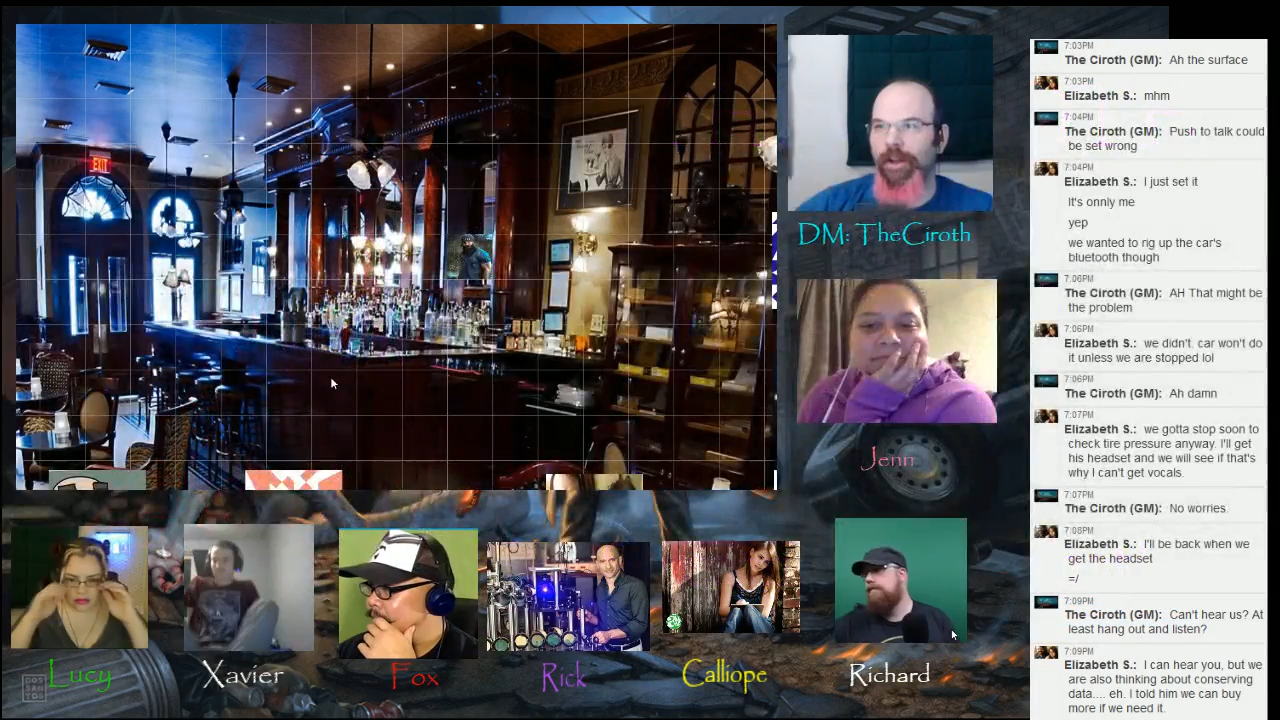 EXIT
DM: TheCiroth
Jenn
Lucy
Xavier
Fox
Rick
Calliope
Richard
DOS
SAN
TOS
7:03PM
The Ciroth (GM): Ah the surface
7:03PM
Elizabeth S.: mhm
7:04PM
The Ciroth (GM): Push to talk could
be set wrong
7:04PM
Elizabeth S.: I just set it
It's onnly me
yep
we wanted to rig up the car's
bluetooth though
7:06PM
The Ciroth (GM): AH That might be
the problem
7:06PM
Elizabeth S.: we didn't. car won't do
it unless we are stopped lol
7:06PM
The Ciroth (GM): Ah damn
7:07PM
Elizabeth S.: we gotta stop soon to
check tire pressure anyway. I'll get
his headset and we will see if that's
why I can't get vocals.
7:07PM
The Ciroth (GM): No worries.
7:08PM
Elizabeth S.: I'll be back when we
get the headset
=/
7:09PM
The Ciroth (GM): Can't hear us? At
least hang out and listen?
7:09PM
Elizabeth S.: I can hear you, but we
are also thinking about conserving
data.... eh. I told him we can buy
more if we need it.